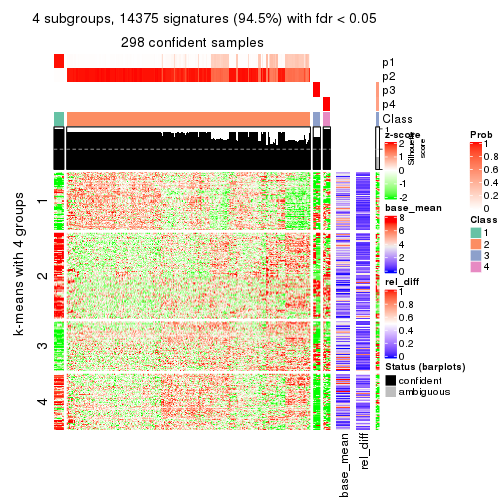 4 subgroups, 14375 signatures (94.5%) with fdr < 0.05
298 confident samples
p1
p2
p3
p4
Class
1
Silhouette
score
k-means with 4 groups
1
2
3
4
base_mean
rel_diff
z-score
2
1
0
-1
-2
base_mean
8
6
4
2
0
rel_diff
1
0.8
0.6
0.4
0.2
0
Status (barplots)
confident
ambiguous
Prob
1
0.8
0.6
0.4
0.2
0
Class
1
2
3
4